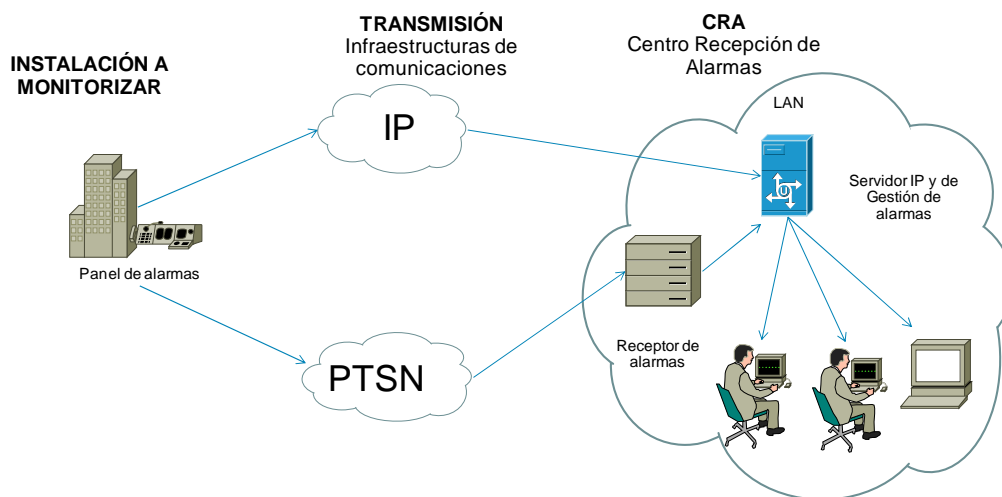 INSTALACIÓN A
MONITORIZAR
TRANSMISIÓN
Infraestructuras de
comunicaciones
CRA
Centro Recepción de
Alarmas
LAN
IP
Servidor IP y de
Gestión de
alarmas
Panel de alarmas
Receptor de
alarmas
PTSN